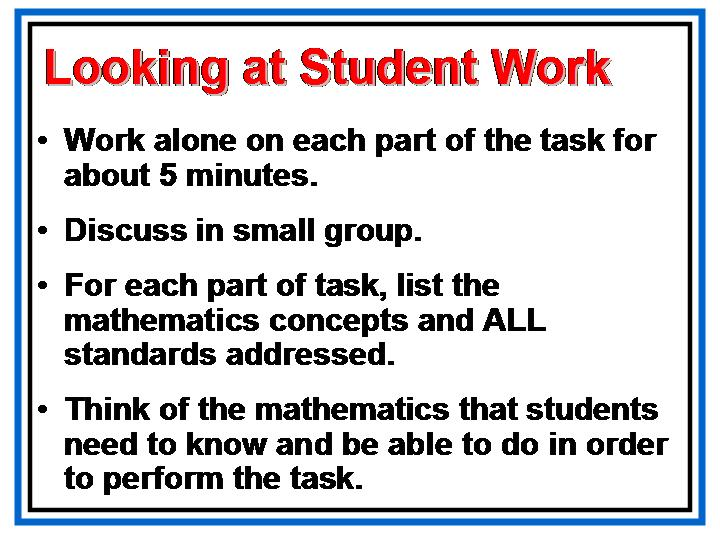 Looking at Student Work
• Work alone on each part of the task for
about 5 minutes.
• Discuss in small group.
• For each part of task, list the
mathematics concepts and ALL
standards addressed.
• Think of the mathematics that students
need to know and be able to do in order
to perform the task.